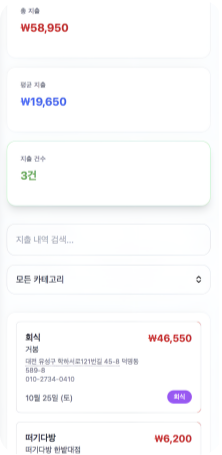 총 지출
₩58,950
평균 지출
₩19,650
지출 건수
3건
지출 내역 검색...
모든 카테고리
회식
₩46,550
거봉
대전 유성구 학하서로121번길 45-8 덕명동
589-8
010-2734-0410
10월 25일 (토)
회식
떠기다방
₩6,200
떠기다방 한밭대점